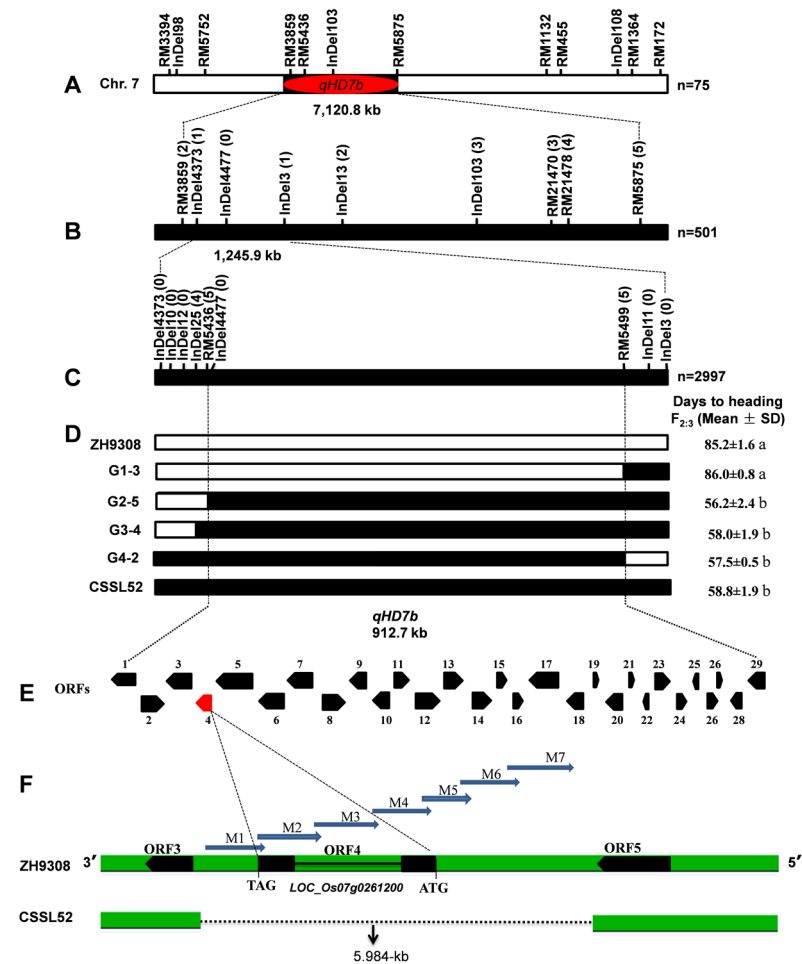 RM3394
InDel98
RM5752
RM3859
RM5436
InDel103
RM5875
RM1132
RM455
InDel108
RM1364
RM172
A
Chr. 7
qHD7b
n=75
7,120.8 kb
RM3859 (2)
InDel4373 (1)
InDel4477 (0)
InDel3 (1)
InDel13 (2)
InDel103 (3)
RM21470 (3)
RM21478 (4)
RM5875 (5)
B
n=501
1,245.9 kb
InDel4373 (0)
InDel10 (0)
InDel12 (0)
InDel25 (4)
RM5436 (5)
InDel4477 (0)
RM5499 (5)
InDel11 (0)
InDel3 (0)
C
n=2997
Days to heading
F2:3 (Mean ± SD)
D
ZH9308
85.2±1.6 a
G1-3
86.0±0.8 a
G2-5
56.2±2.4 b
G3-4
58.0±1.9 b
G4-2
57.5±0.5 b
CSSL52
58.8±1.9 b
qHD7b
912.7 kb
1 3 5 7 9 11 13 15 17 19 21 23 25 26 29
E
ORFs
2 4 6 8 10 12 14 16 18 20 22 24 26 28
F
M7
M6
M5
M4
M3
M2
M1
ORF3
ORF4
ORF5
ZH9308
3′
5′
TAG
LOC_Os07g0261200
ATG
CSSL52
5.984-kb